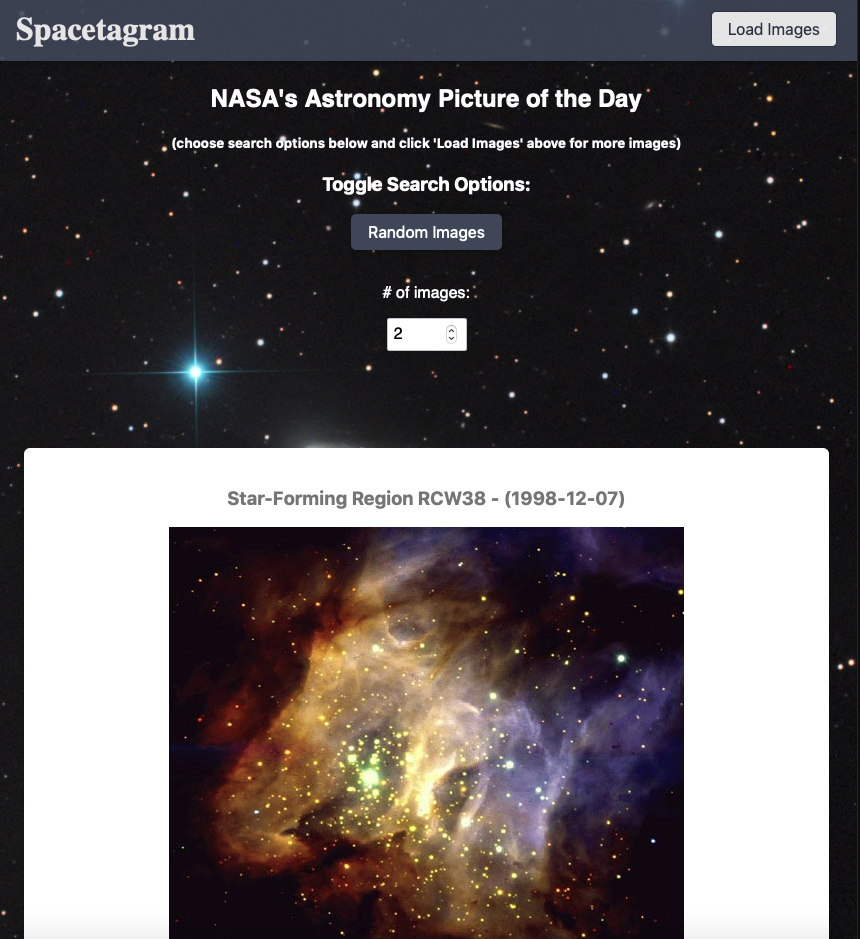 Spacetagram
Load Images
NASA's Astronomy Picture of the Day
(choose search options below and click 'Load Images' above for more images)
Toggle Search Options:
Random Images
# of images:
2
Star-Forming Region RCW38 - (1998-12-07)